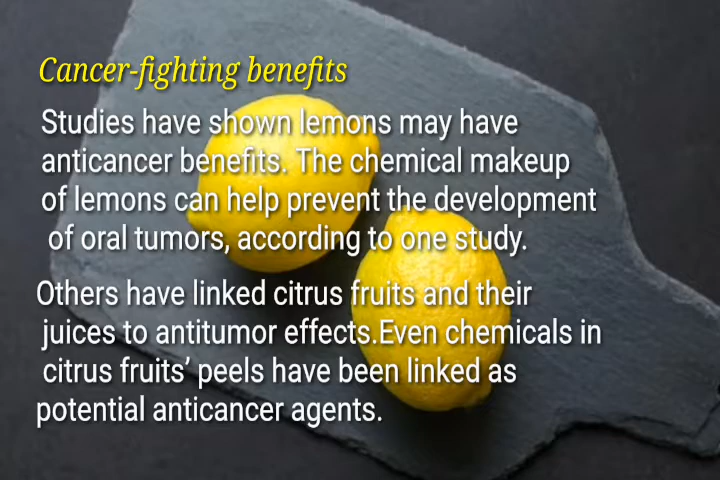 Cancer-fighting benefits
Studies have shown lemons may have
anticancer benefits. The chemical makeup
of lemons can help prevent the development
of oral tumors, according to one study.
Others have linked citrus fruits and their
juices to antitumor effects.Even chemicals in
citrus fruits’ peels have been linked as
potential anticancer agents.